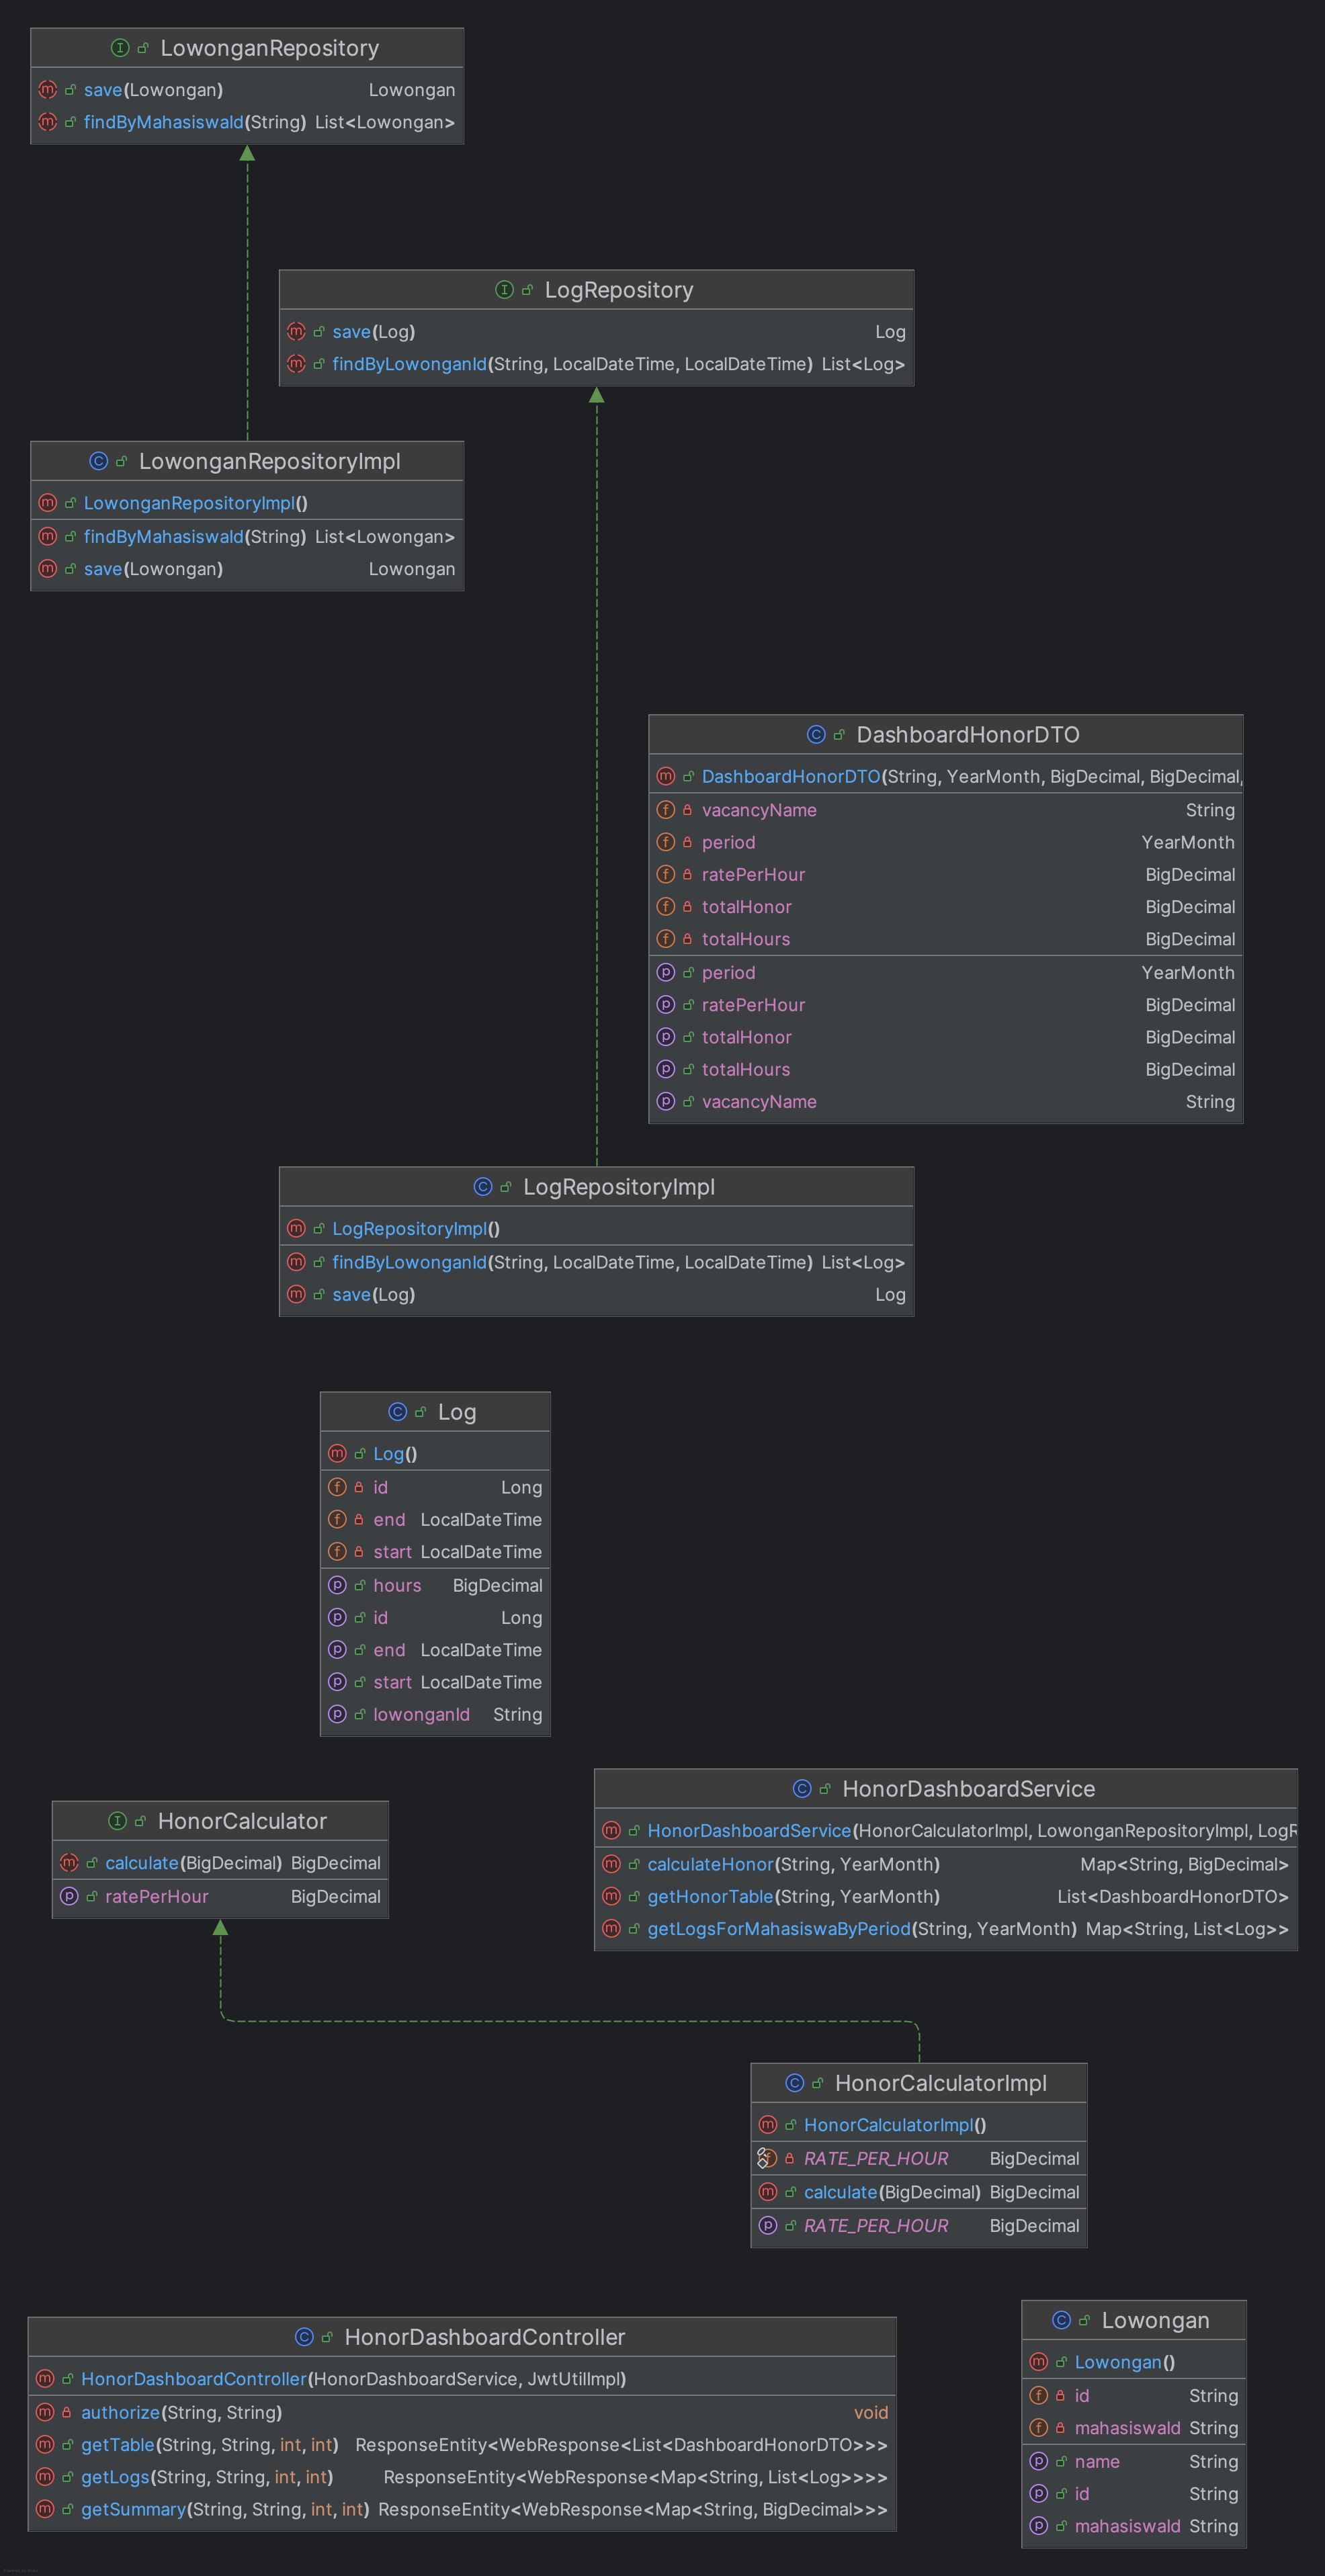 LowonganRepository
save(Lowongan) Lowongan
findByMahasiswaId(String) List<Lowongan>
LogRepository
save(Log) Log
findByLowonganId(String, LocalDateTime, LocalDateTime) List<Log>
LowonganRepositoryImpl
LowonganRepositoryImpl()
findByMahasiswaId(String) List<Lowongan>
save(Lowongan) Lowongan
DashboardHonorDTO
DashboardHonorDTO(String, YearMonth, BigDecimal, BigDecimal,
vacancyName String
period YearMonth
ratePerHour BigDecimal
totalHonor BigDecimal
totalHours BigDecimal
period YearMonth
ratePerHour BigDecimal
totalHonor BigDecimal
totalHours BigDecimal
vacancyName String
LogRepositoryImpl
LogRepositoryImpl()
findByLowonganId(String, LocalDateTime, LocalDateTime) List<Log>
save(Log) Log
Log
Log()
id Long
end LocalDateTime
start LocalDateTime
hours BigDecimal
id Long
end LocalDateTime
start LocalDateTime
lowonganId String
HonorDashboardService
HonorDashboardService(HonorCalculatorImpl, LowonganRepositoryImpl, LogR
calculateHonor(String, YearMonth) Map<String, BigDecimal>
getHonorTable(String, YearMonth) List<DashboardHonorDTO>
getLogsForMahasiswaByPeriod(String, YearMonth) Map<String, List<Log>>
HonorCalculator
calculate(BigDecimal) BigDecimal
ratePerHour BigDecimal
HonorCalculatorImpl
HonorCalculatorImpl()
RATE_PER_HOUR BigDecimal
calculate(BigDecimal) BigDecimal
RATE_PER_HOUR BigDecimal
HonorDashboardController
HonorDashboardController(HonorDashboardService, JwtUtilImpl)
authorize(String, String) void
getTable(String, String, int, int) ResponseEntity<WebResponse<List<DashboardHonorDTO>>>
getLogs(String, String, int, int) ResponseEntity<WebResponse<Map<String, List<Log>>>>
getSummary(String, String, int, int) ResponseEntity<WebResponse<Map<String, BigDecimal>>>
Lowongan
Lowongan()
id String
mahasiswaId String
name String
id String
mahasiswaId String